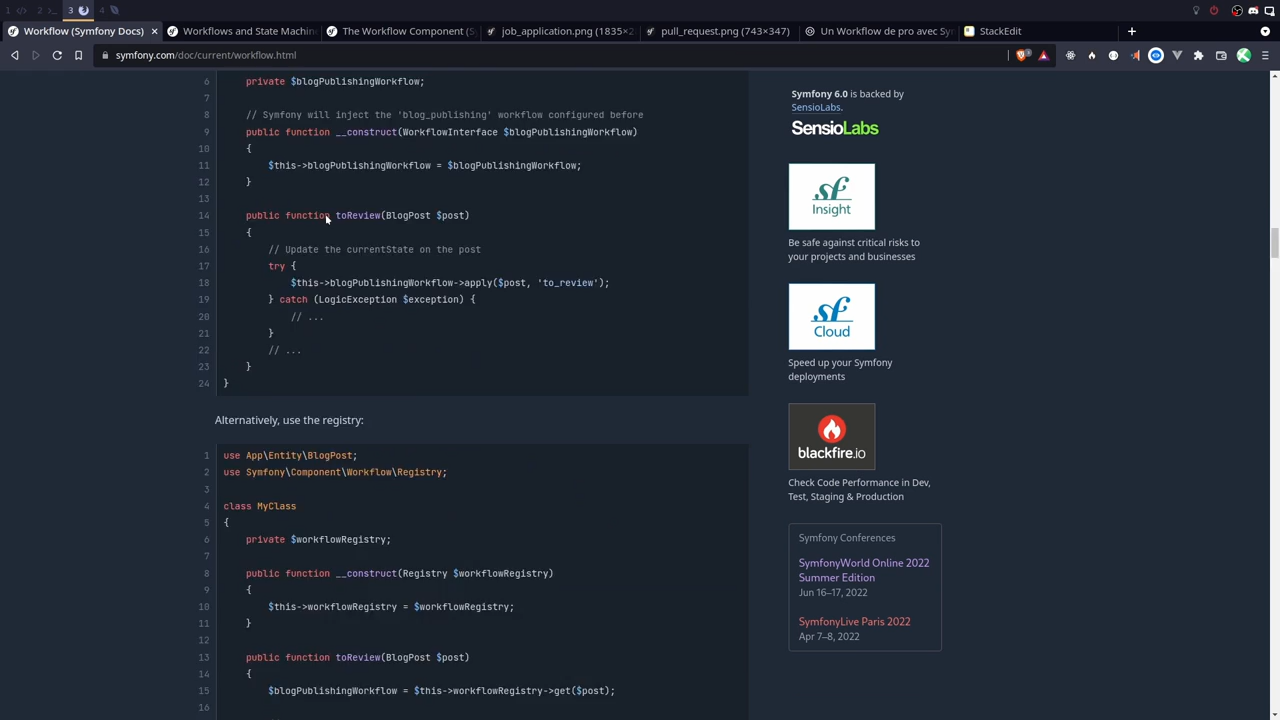 1
2
3
4
Workflow (Symfony Docs)
Workflows and State Machin
The Workflow Component (S
job_application.png (1835×2
pull_request.png (743×347)
Un Workflow de pro avec Sy
StackEdit
symfony.com/doc/current/workflow.html
6 private $blogPublishingWorkflow;
7
8 // Symfony will inject the 'blog_publishing' workflow configured before
9 public function __construct(WorkflowInterface $blogPublishingWorkflow)
10 {
11 $this->blogPublishingWorkflow = $blogPublishingWorkflow;
12 }
13
14 public function toReview(BlogPost $post)
15 {
16 // Update the currentState on the post
17 try {
18 $this->blogPublishingWorkflow->apply($post, 'to_review');
19 } catch (LogicException $exception) {
20 // ...
21 }
22 // ...
23 }
24 }
Alternatively, use the registry:
1 use App\Entity\BlogPost;
2 use Symfony\Component\Workflow\Registry;
3
4 class MyClass
5 {
6 private $workflowRegistry;
7
8 public function __construct(Registry $workflowRegistry)
9 {
10 $this->workflowRegistry = $workflowRegistry;
11 }
12
13 public function toReview(BlogPost $post)
14 {
15 $blogPublishingWorkflow = $this->workflowRegistry->get($post);
16
Symfony 6.0 is backed by
SensioLabs.
SensioLabs
sf
Insight
Be safe against critical risks to
your projects and businesses
sf
Cloud
Speed up your Symfony
deployments
blackfire.io
Check Code Performance in Dev,
Test, Staging & Production
Symfony Conferences
SymfonyWorld Online 2022
Summer Edition
Jun 16–17, 2022
SymfonyLive Paris 2022
Apr 7–8, 2022